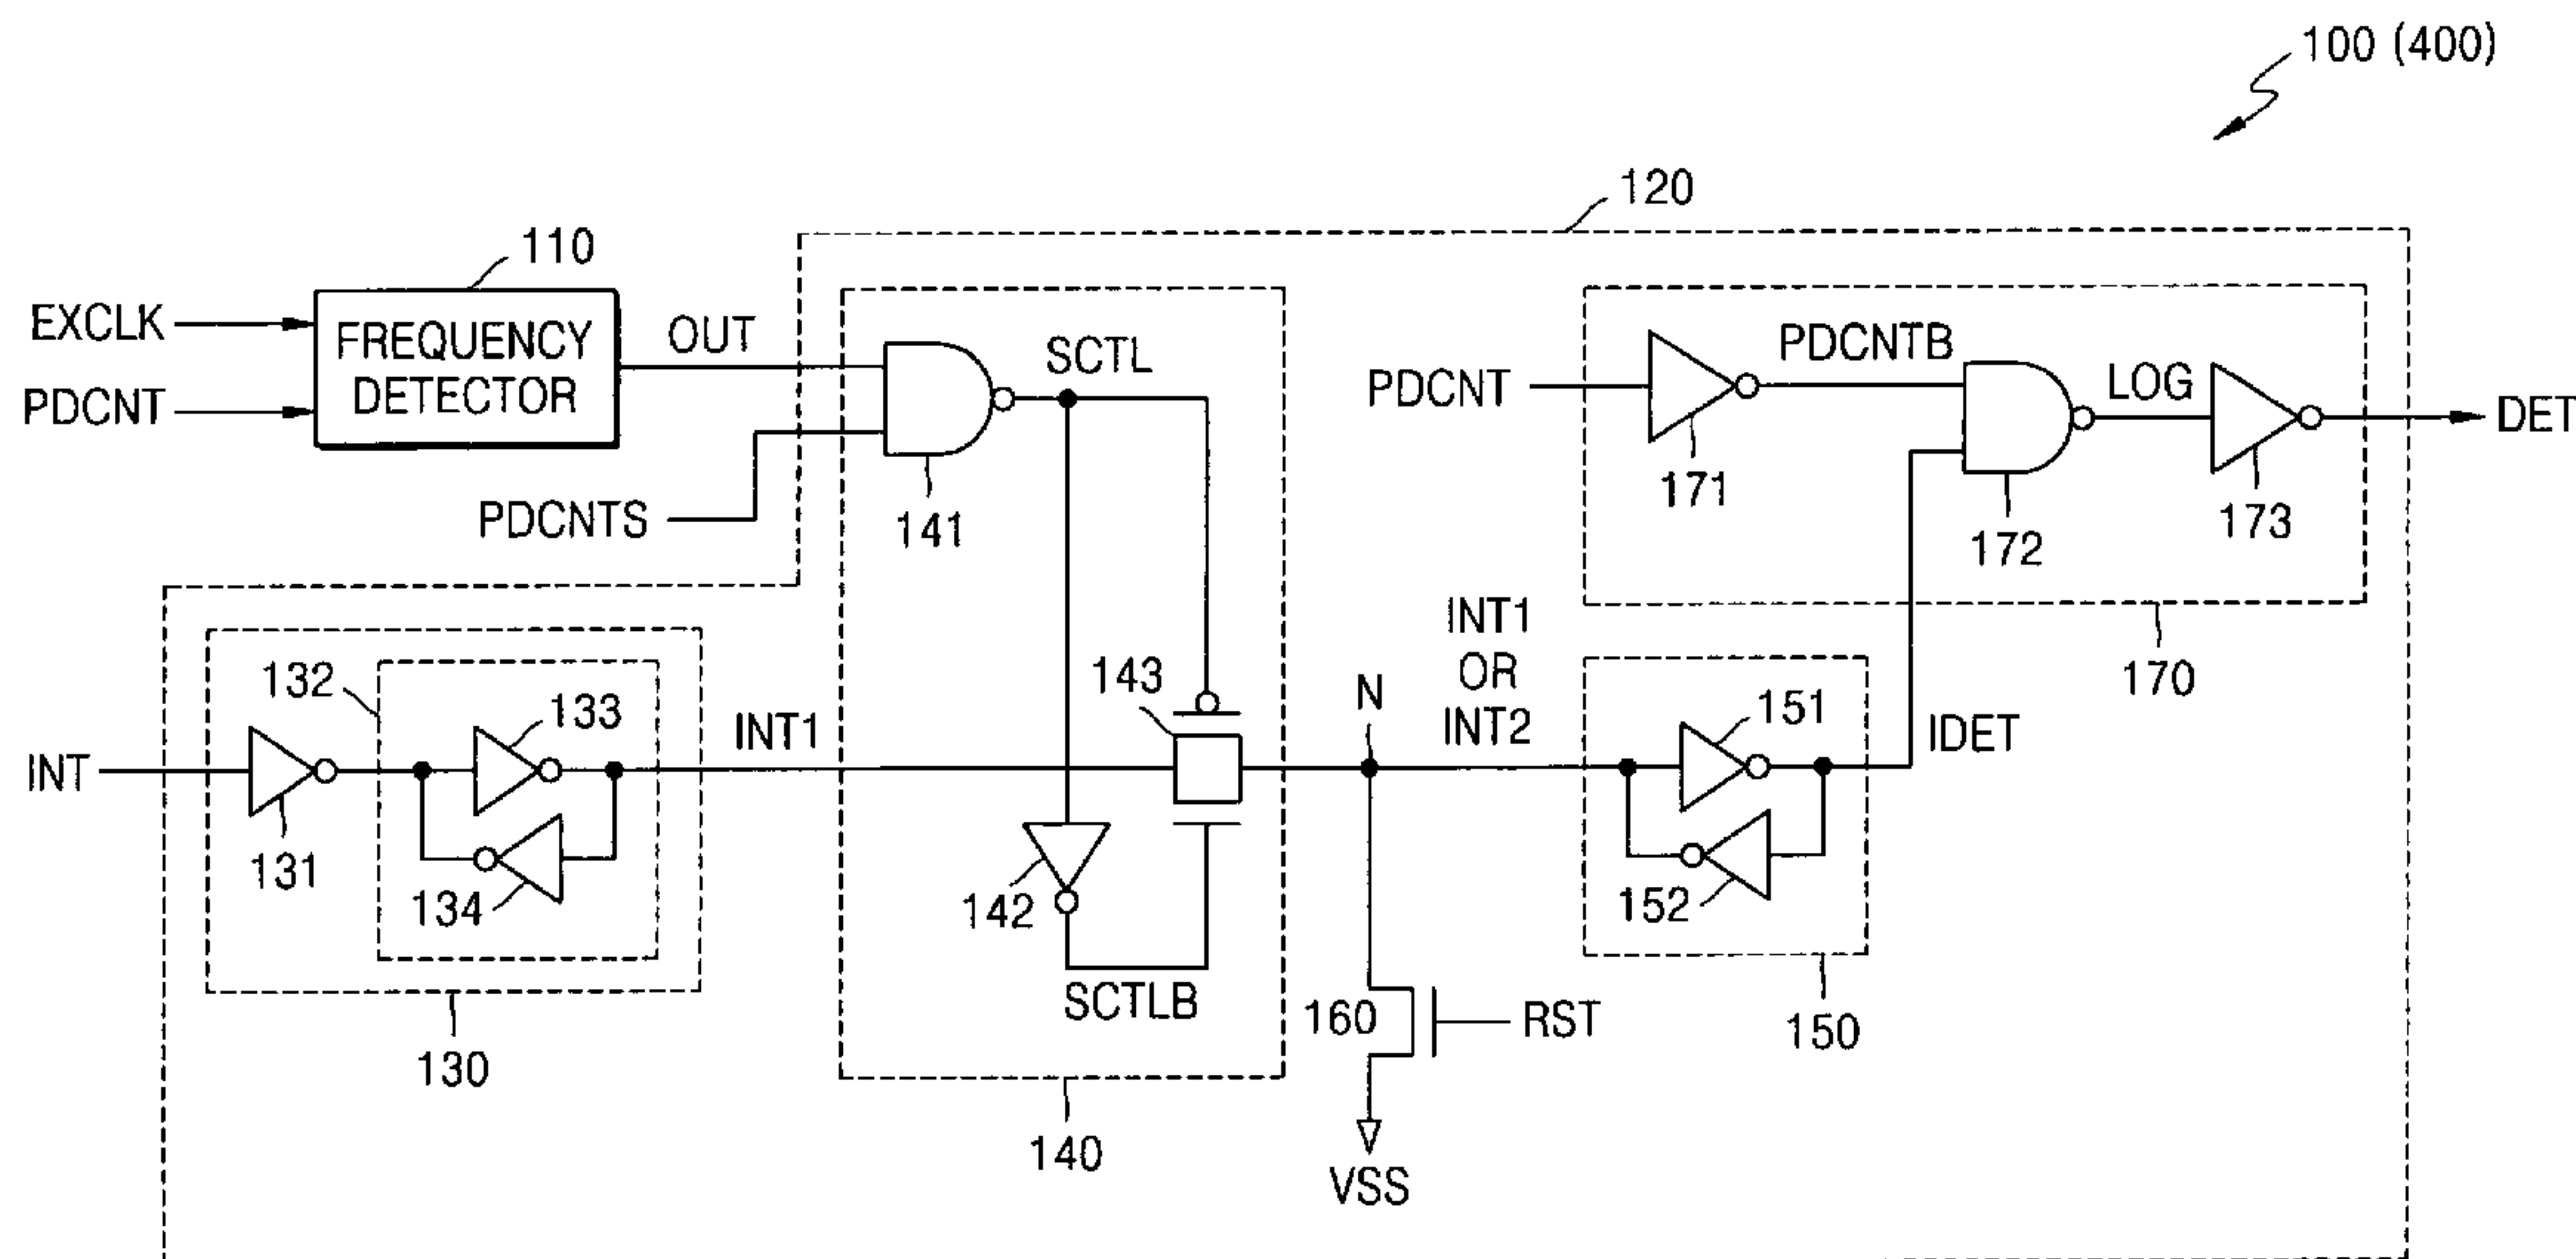 100 (400)
120
110
EXCLK
PDCNT
FREQUENCY
DETECTOR
OUT
SCTL
PDCNTS
141
PDCNT
PDCNTB
LOG
DET
171
172
173
170
INT
131
132
133
134
130
INT1
143
142
SCTLB
140
N
INT1
OR
INT2
151
152
IDET
150
160
RST
VSS